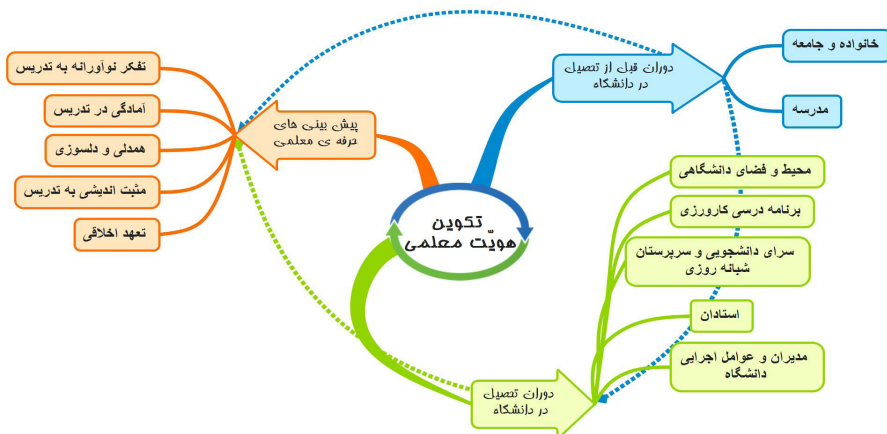 تکوین
هویّت معلمی
دوران قبل از تحصیل
در دانشگاه
خانواده و جامعه
مدرسه
دوران تحصیل
در دانشگاه
محیط و فضای دانشگاهی
برنامه درسی کارورزی
سرای دانشجویی و سرپرستان
شبانه روزی
استادان
مدیران و عوامل اجرایی
دانشگاه
پیش بینی های
حرفه ی معلمی
تفکر نوآورانه به تدریس
آمادگی در تدریس
همدلی و دلسوزی
مثبت اندیشی به تدریس
تعهد اخلاقی